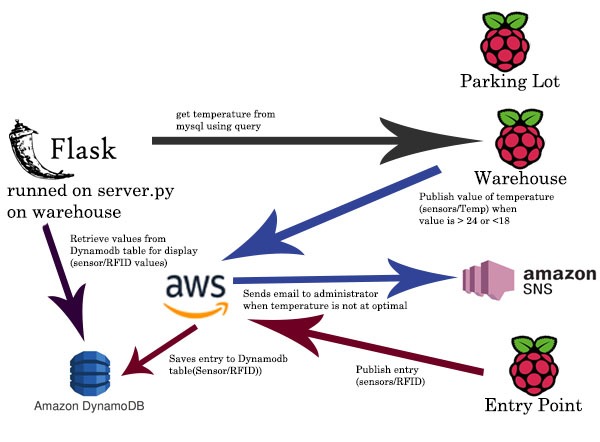 Parking Lot
get temperature from
mysql using query
Flask
runned on server.py
on warehouse
Warehouse
Publish value of temperature
(sensors/Temp) when
value is > 24 or <18
Retrieve values from
Dynamodb table for display
(sensor/RFID values)
aws
amazon
SNS
Sends email to administrator
when temperature is not at optimal
Saves entry to Dynamodb
table(Sensor/RFID))
Publish entry
(sensors/RFID)
Amazon DynamoDB
Entry Point